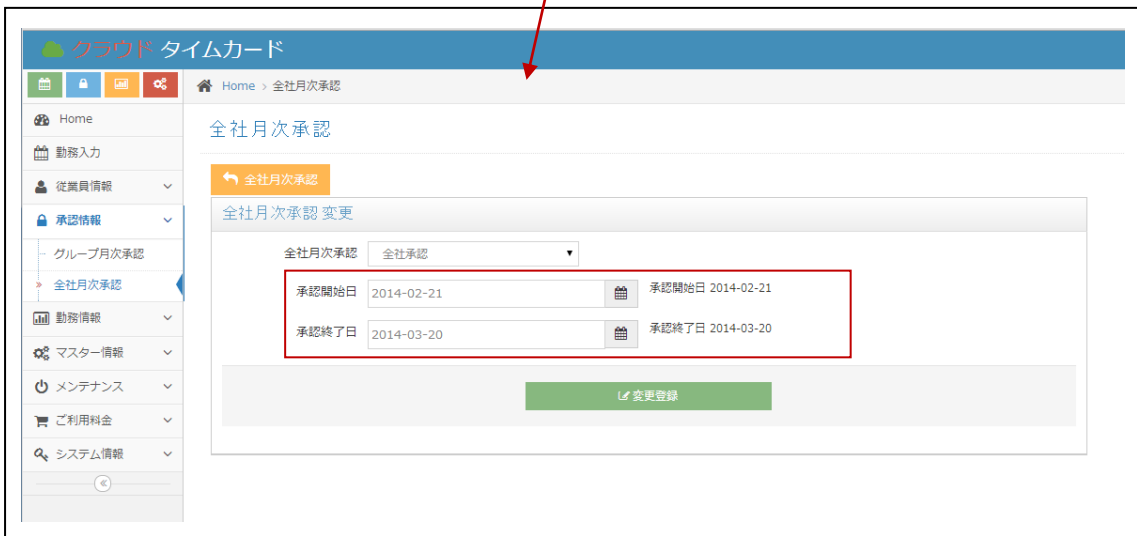 クラウド タイムカード
Home > 全社月次承認
Home
勤務入力
従業員情報
承認情報
グループ月次承認
全社月次承認
勤務情報
マスター情報
メンテナンス
ご利用料金
システム情報
全社月次承認
全社月次承認
全社月次承認 変更
全社月次承認 全社承認
承認開始日 2014-02-21 承認開始日 2014-02-21
承認終了日 2014-03-20 承認終了日 2014-03-20
変更登録